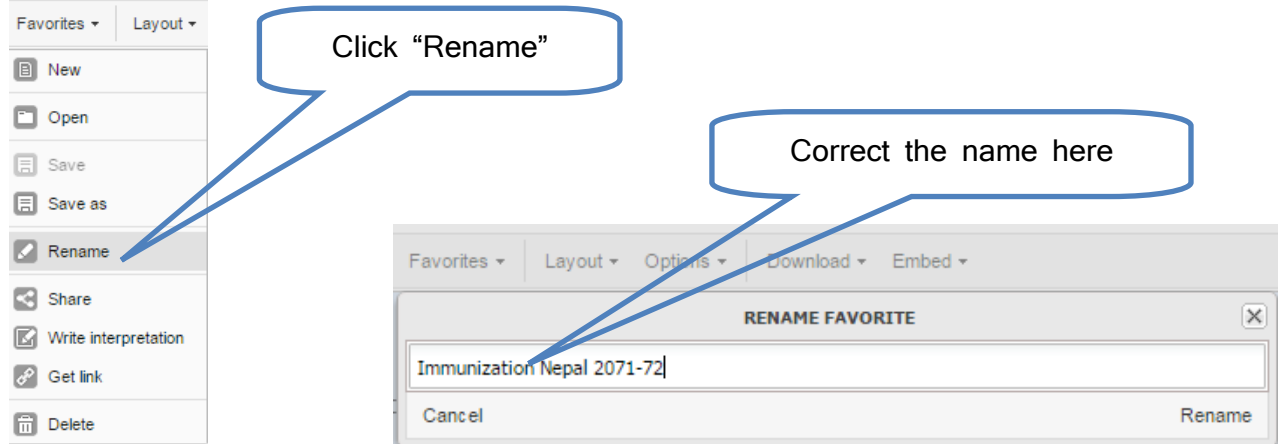 Favorites Layout
New
Open
Save
Save as
Rename
Share
Write interpretation
Get link
Delete
Click “Rename”
Correct the name here
Favorites Layout Options Download Embed
RENAME FAVORITE
Immunization Nepal 2071-72
Cancel Rename